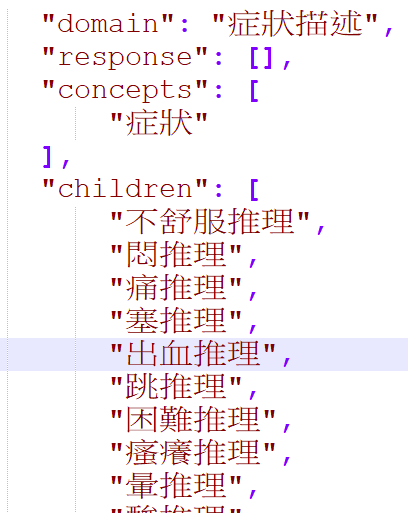 "domain": "症狀描述",
"response": [],
"concepts": [
"症狀"
],
"children": [
"不舒服推理",
"悶推理",
"痛推理",
"塞推理",
"出血推理",
"跳推理",
"困難推理",
"瘙癢推理",
"暈推理",